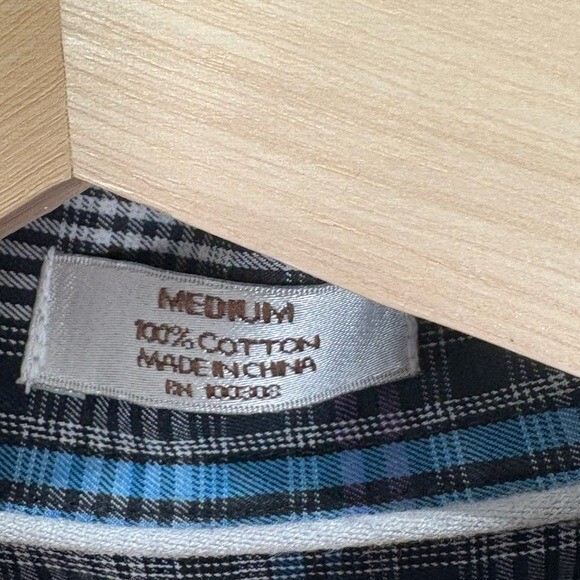 MEDIUM
100% COTTON
MADE IN CHINA
RN 100303